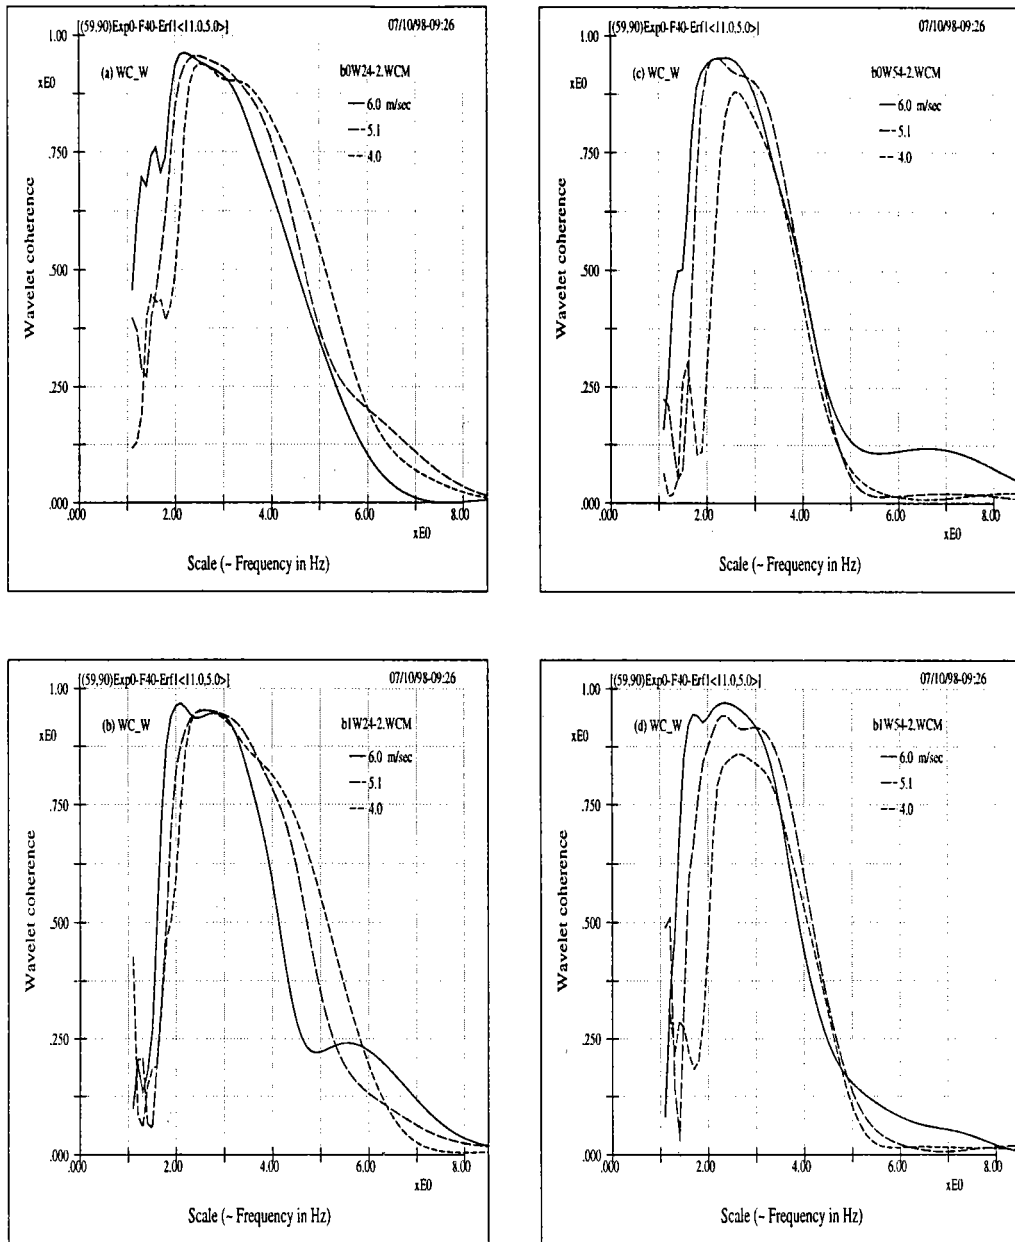 [(59,90)Exp0-F40-Erf1<11.0,5.0>] 07/10/98-09:26
1.00
xE0
(a) WC_W b0W24-2.WCM
6.0 m/sec
5.1
4.0
.750
.500
.250
.000
Wavelet coherence
.000 2.00 4.00 6.00 8.00
xE0
Scale (~ Frequency in Hz)
[(59,90)Exp0-F40-Erf1<11.0,5.0>] 07/10/98-09:26
1.00
xE0
(c) WC_W b0W54-2.WCM
6.0 m/sec
5.1
4.0
.750
.500
.250
.000
Wavelet coherence
.000 2.00 4.00 6.00 8.00
xE0
Scale (~ Frequency in Hz)
[(59,90)Exp0-F40-Erf1<11.0,5.0>] 07/10/98-09:26
1.00
xE0
(b) WC_W b1W24-2.WCM
6.0 m/sec
5.1
4.0
.750
.500
.250
.000
Wavelet coherence
.000 2.00 4.00 6.00 8.00
xE0
Scale (~ Frequency in Hz)
[(59,90)Exp0-F40-Erf1<11.0,5.0>] 07/10/98-09:26
1.00
xE0
(d) WC_W b1W54-2.WCM
6.0 m/sec
5.1
4.0
.750
.500
.250
.000
Wavelet coherence
.000 2.00 4.00 6.00 8.00
xE0
Scale (~ Frequency in Hz)